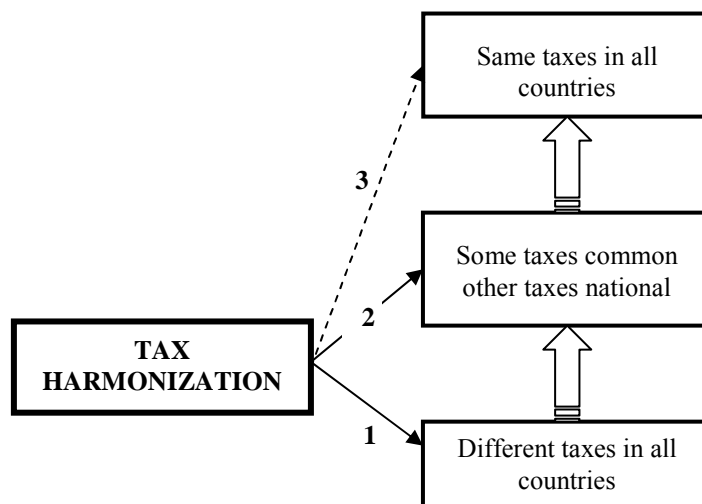 Same taxes in all
countries
3
Some taxes common
other taxes national
2
TAX
HARMONIZATION
1
Different taxes in all
countries